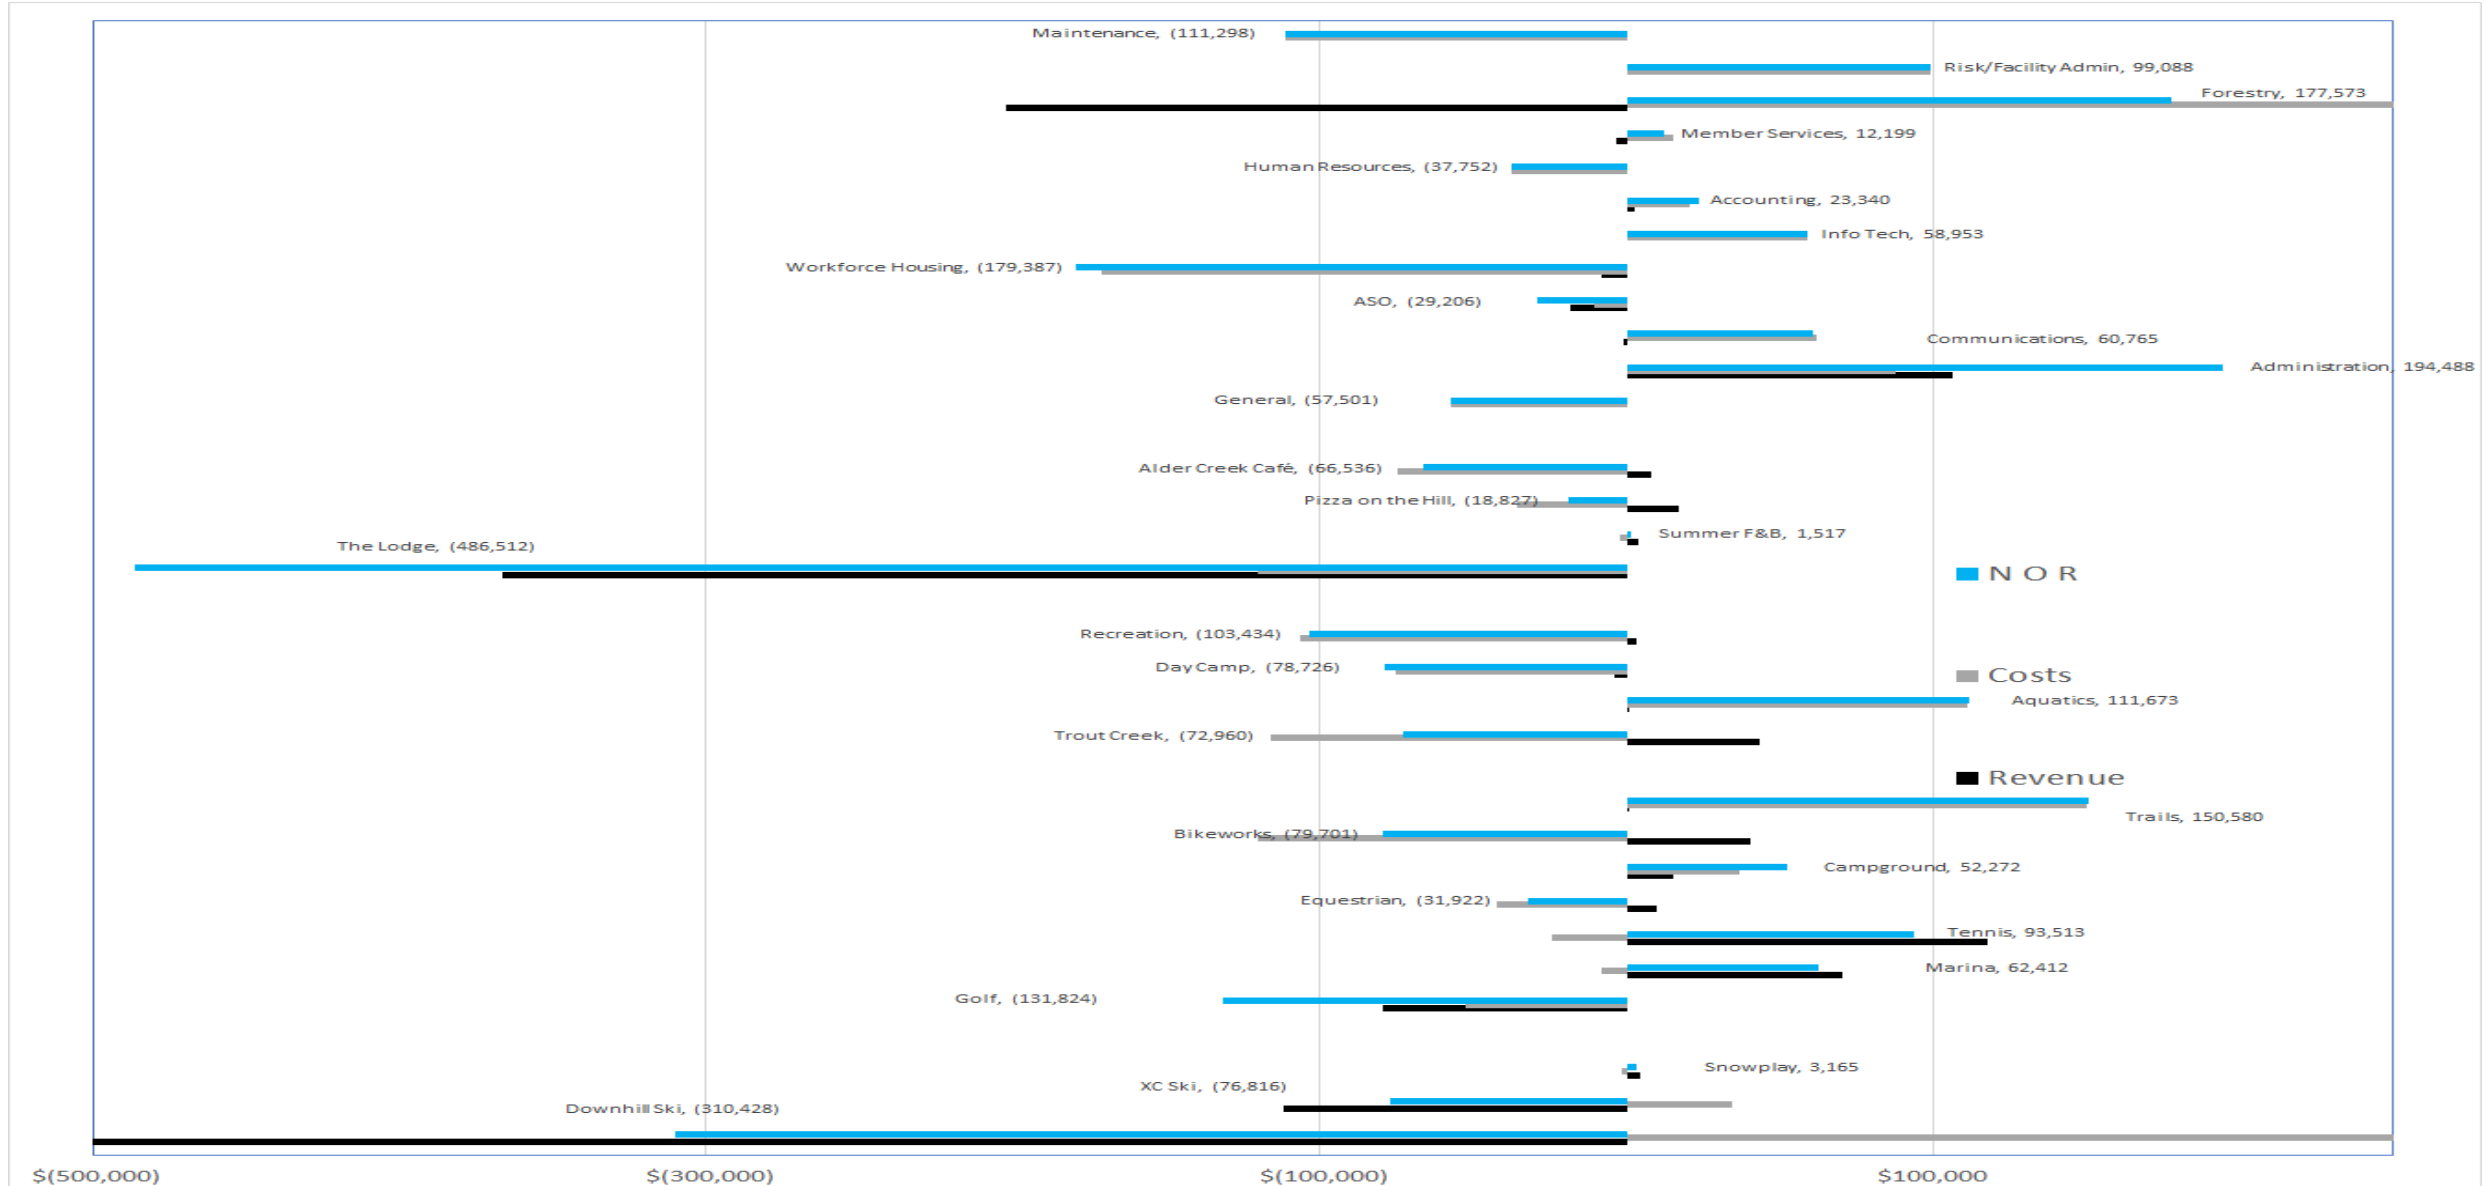 Maintenance, (111,298)
Risk/Facility Admin, 99,088
Forestry, 177,573
Member Services, 12,199
Human Resources, (37,752)
Accounting, 23,340
Info Tech, 58,953
Workforce Housing, (179,387)
ASO, (29,206)
Communications, 60,765
Administration, 194,488
General, (57,501)
Alder Creek Café, (66,536)
Pizza on the Hill, (18,827)
Summer F&B, 1,517
The Lodge, (486,512)
N O R
Recreation, (103,434)
Day Camp, (78,726)
Costs
Aquatics, 111,673
Trout Creek, (72,960)
Revenue
Trails, 150,580
Bikeworks, (79,701)
Campground, 52,272
Equestrian, (31,922)
Tennis, 93,513
Marina, 62,412
Golf, (131,824)
Snowplay, 3,165
XC Ski, (76,816)
Downhill Ski, (310,428)
$(500,000) $(300,000) $(100,000) $100,000